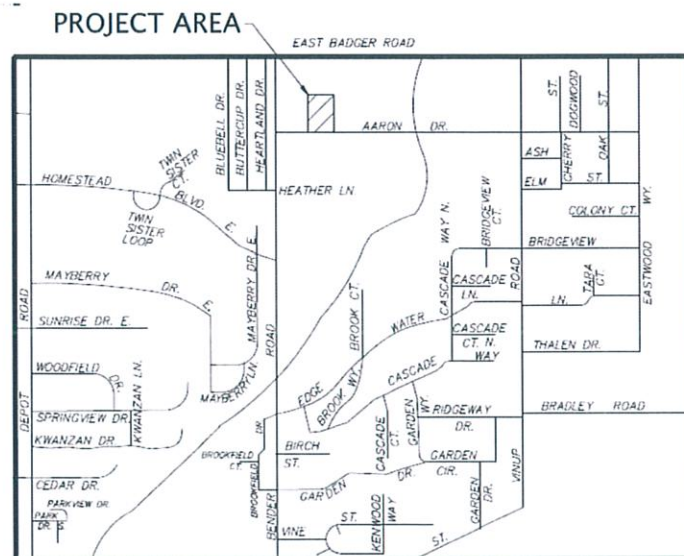 PROJECT AREA
EAST BADGER ROAD
BLUEBELL DR.
BUTTERCUP DR.
HEARTLAND DR.
AARON DR.
ST.
DOGWOOD
ST.
ASH
CHERRY
OAK
ELM
ST.
HOMESTEAD
TWIN
SISTER
CT.
BLVD.
E.
HEATHER LN
TWIN
SISTER
LOOP
COLONY CT.
WY.
EASTWOOD
BRIDGEVIEW
CT.
WAY N.
CASCADE
BRIDGEVIEW
MAYBERRY
DR.
E.
MAYBERRY DR. E.
ROAD
CASCADE
LN.
ROAD
TARA
CT.
LN.
ROAD
SUNRISE DR. E.
BROOK CT.
WATER
CASCADE
CT. N.
WAY
THALEN DR.
WOODFIELD
DR.
KWANZAN LN.
MAYBERRY
LN.
EDGE
BROOK WY.
CASCADE
DEPOT
SPRINGVIEW DR.
KWANZAN DR.
CASCADE
CT.
GARDEN
WY.
RIDGEWAY
DR.
BRADLEY ROAD
BROOKFIELD
CT.
BROOKFIELD
DR
BIRCH
ST.
GARDEN
CIR.
GARDEN
DR.
CEDAR DR.
PARKVIEW DR.
PARK
DR. S.
BENDER
VINE
ST.
KENWOOD
WAY
GARDEN
DR.
ST.
VINUP